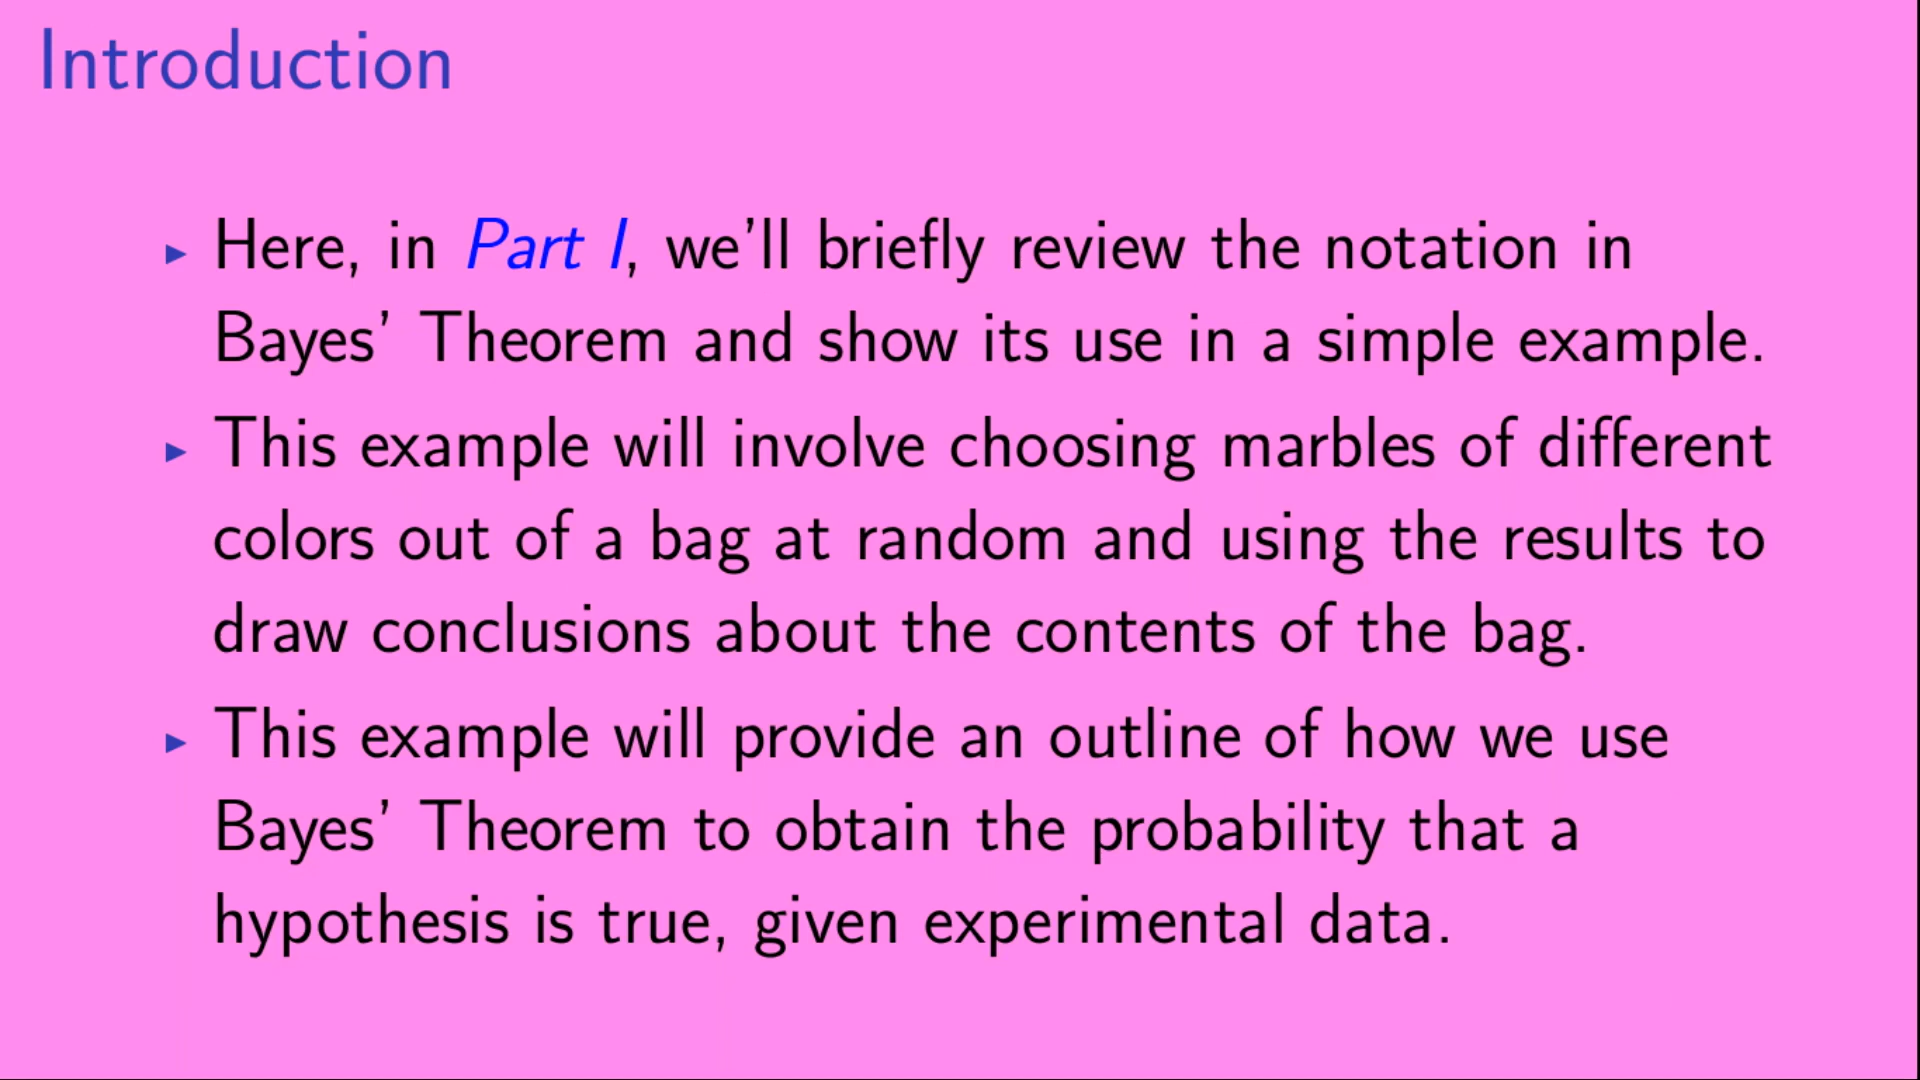 Introduction
Here, in Part I, we'll briefly review the notation in
Bayes' Theorem and show its use in a simple example.
This example will involve choosing marbles of different
colors out of a bag at random and using the results to
draw conclusions about the contents of the bag.
This example will provide an outline of how we use
Bayes' Theorem to obtain the probability that a
hypothesis is true, given experimental data.